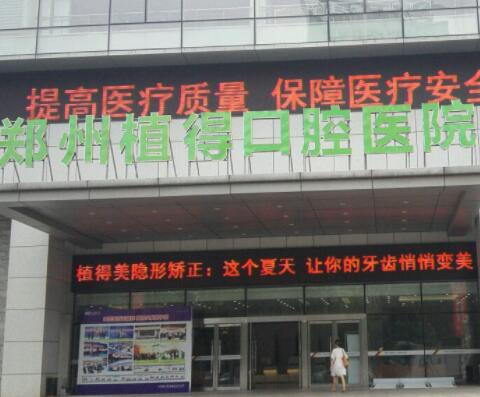 提高医疗质量 保障医疗安全
郑州植得口腔医院
植得美隐形矫正：这个夏天 让你的牙齿悄悄变美